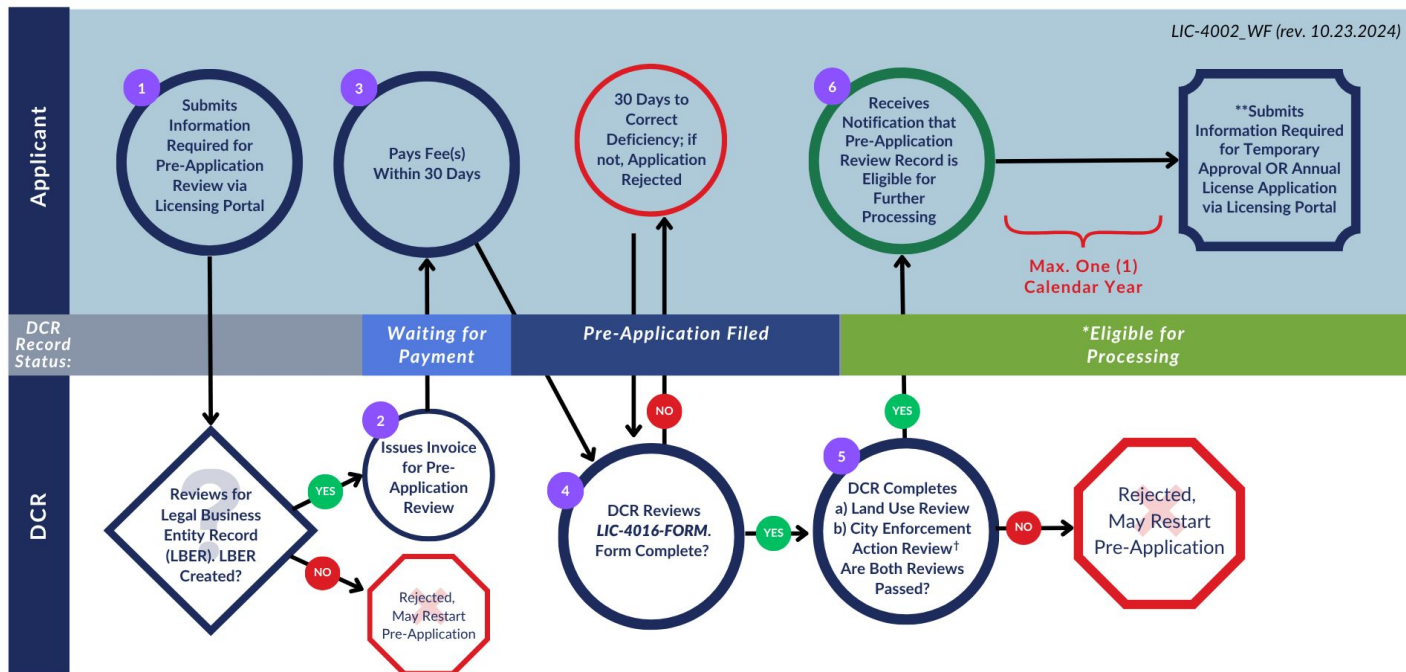 LIC-4002_WF (rev. 10.23.2024)
Applicant
1
Submits
Information
Required for
Pre-Application
Review via
Licensing Portal
3
Pays Fee(s)
Within 30 Days
30 Days to
Correct
Deficiency; if
not, Application
Rejected
6
Receives
Notification that
Pre-Application
Review Record is
Eligible for
Further
Processing
Max. One (1)
Calendar Year
**Submits
Information Required
for Temporary
Approval OR Annual
License Application
via Licensing Portal
DCR
Record
Status:
Waiting for
Payment
Pre-Application Filed
*Eligible for
Processing
DCR
?
Reviews for
Legal Business
Entity Record
(LBER). LBER
Created?
YES
NO
2
Issues Invoice
for Pre-
Application
Review
Rejected,
May Restart
Pre-Application
4
DCR Reviews
LIC-4016-FORM.
Form Complete?
NO
YES
5
DCR Completes
a) Land Use Review
b) City Enforcement
Action Review†
Are Both Reviews
Passed?
YES
NO
Rejected,
May Restart
Pre-Application